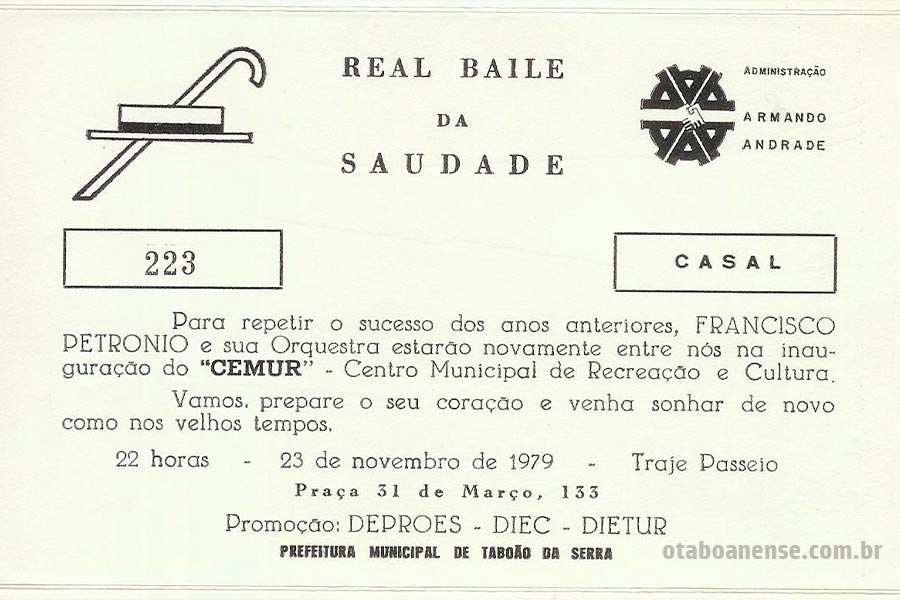 REAL BAILE
DA
SAUDADE
ADMINISTRAÇÃO
ARMANDO
ANDRADE
223
CASAL
Para repetir o sucesso dos anos anteriores, FRANCISCO
PETRONIO e sua Orquestra estarão novamente entre nós na inau-
guração do "CEMUR" - Centro Municipal de Recreação e Cultura.
Vamos, prepare o seu coração e venha sonhar de novo
como nos velhos tempos.
22 horas - 23 de novembro de 1979 - Traje Passeio
Praça 31 de Março, 133
Promoção: DEPROES - DIEC - DIETUR
PREFEITURA MUNICIPAL DE TABOÃO DA SERRA
otaboanense.com.br